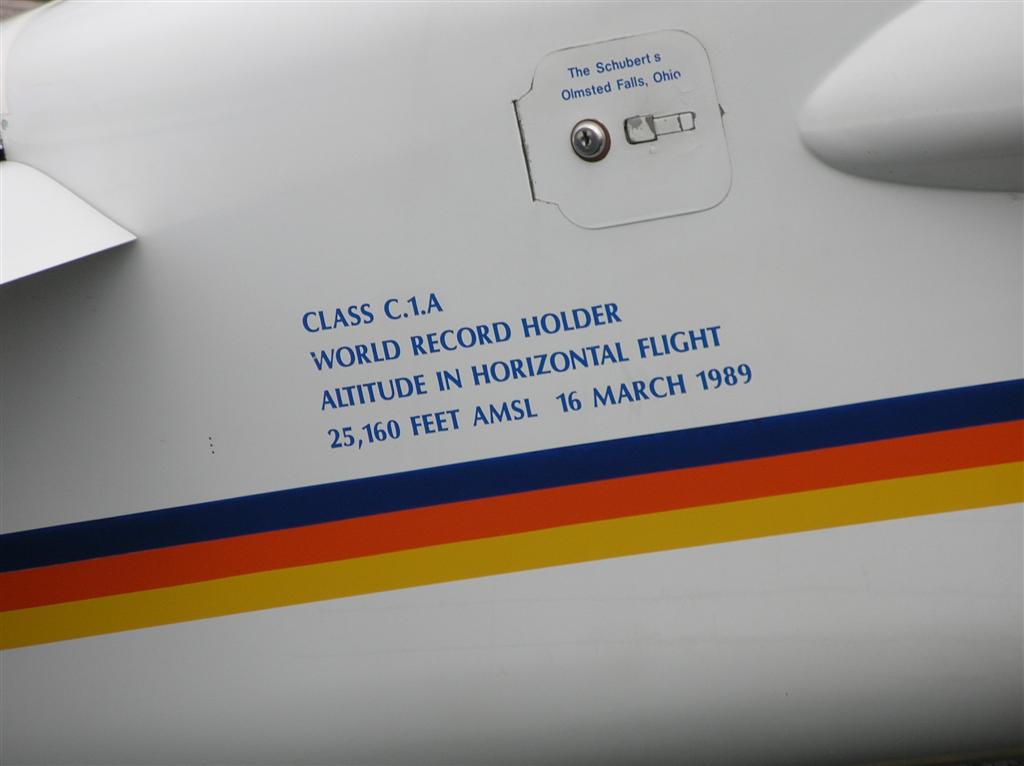 The Schubert s
Olmsted Falls, Ohio
CLASS C.1.A
WORLD RECORD HOLDER
ALTITUDE IN HORIZONTAL FLIGHT
25,160 FEET AMSL 16 MARCH 1989